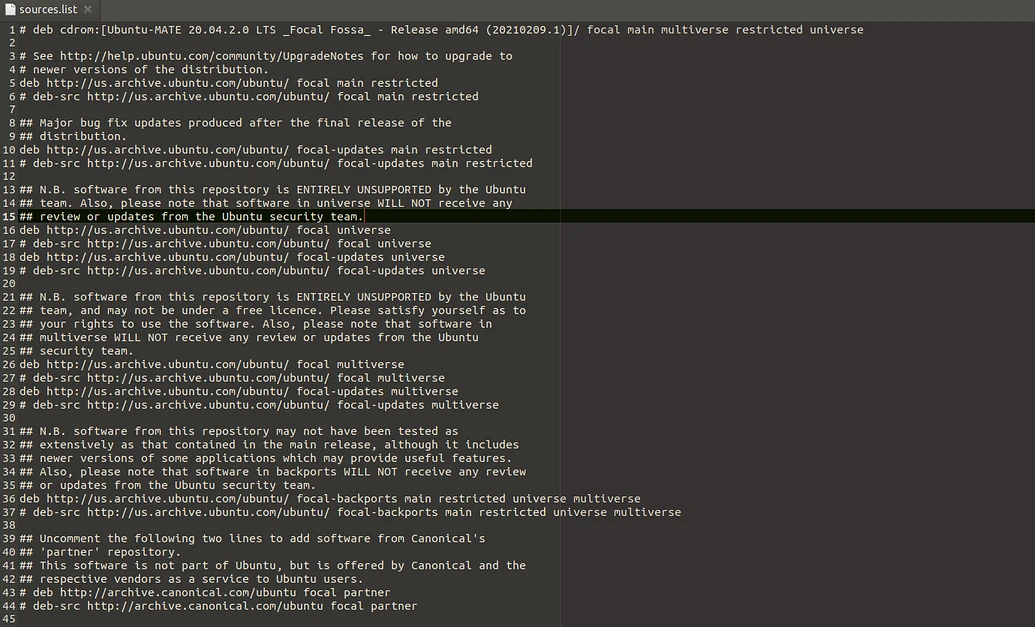 sources.list
1 # deb cdrom:[Ubuntu-MATE 20.04.2.0 LTS _Focal Fossa_ - Release amd64 (20210209.1)]/ focal main multiverse restricted universe
2
3 # See http://help.ubuntu.com/community/UpgradeNotes for how to upgrade to
4 # newer versions of the distribution.
5 deb http://us.archive.ubuntu.com/ubuntu/ focal main restricted
6 # deb-src http://us.archive.ubuntu.com/ubuntu/ focal main restricted
7
8 ## Major bug fix updates produced after the final release of the
9 ## distribution.
10 deb http://us.archive.ubuntu.com/ubuntu/ focal-updates main restricted
11 # deb-src http://us.archive.ubuntu.com/ubuntu/ focal-updates main restricted
12
13 ## N.B. software from this repository is ENTIRELY UNSUPPORTED by the Ubuntu
14 ## team. Also, please note that software in universe WILL NOT receive any
15 ## review or updates from the Ubuntu security team.
16 deb http://us.archive.ubuntu.com/ubuntu/ focal universe
17 # deb-src http://us.archive.ubuntu.com/ubuntu/ focal universe
18 deb http://us.archive.ubuntu.com/ubuntu/ focal-updates universe
19 # deb-src http://us.archive.ubuntu.com/ubuntu/ focal-updates universe
20
21 ## N.B. software from this repository is ENTIRELY UNSUPPORTED by the Ubuntu
22 ## team, and may not be under a free licence. Please satisfy yourself as to
23 ## your rights to use the software. Also, please note that software in
24 ## multiverse WILL NOT receive any review or updates from the Ubuntu
25 ## security team.
26 deb http://us.archive.ubuntu.com/ubuntu/ focal multiverse
27 # deb-src http://us.archive.ubuntu.com/ubuntu/ focal multiverse
28 deb http://us.archive.ubuntu.com/ubuntu/ focal-updates multiverse
29 # deb-src http://us.archive.ubuntu.com/ubuntu/ focal-updates multiverse
30
31 ## N.B. software from this repository may not have been tested as
32 ## extensively as that contained in the main release, although it includes
33 ## newer versions of some applications which may provide useful features.
34 ## Also, please note that software in backports WILL NOT receive any review
35 ## or updates from the Ubuntu security team.
36 deb http://us.archive.ubuntu.com/ubuntu/ focal-backports main restricted universe multiverse
37 # deb-src http://us.archive.ubuntu.com/ubuntu/ focal-backports main restricted universe multiverse
38
39 ## Uncomment the following two lines to add software from Canonical's
40 ## 'partner' repository.
41 ## This software is not part of Ubuntu, but is offered by Canonical and the
42 ## respective vendors as a service to Ubuntu users.
43 # deb http://archive.canonical.com/ubuntu focal partner
44 # deb-src http://archive.canonical.com/ubuntu focal partner
45